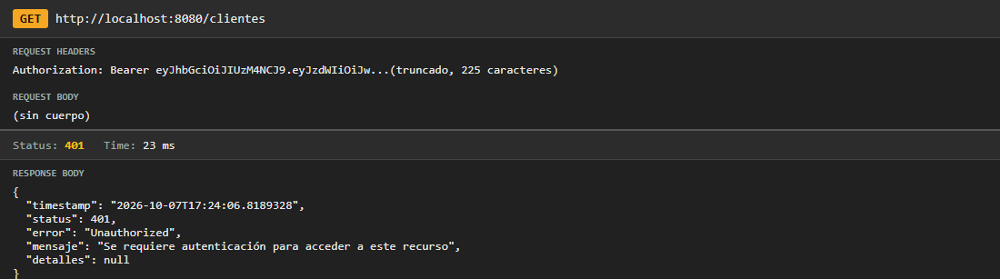 GET http://localhost:8080/clientes
REQUEST HEADERS
Authorization: Bearer eyJhbGciOiJIUzM4NCJ9.eyJzdWIiOiJw...(truncado, 225 caracteres)
REQUEST BODY
(sin cuerpo)
Status: 401 Time: 23 ms
RESPONSE BODY
{
"timestamp": "2026-10-07T17:24:06.8189328",
"status": 401,
"error": "Unauthorized",
"mensaje": "Se requiere autenticación para acceder a este recurso",
"detalles": null
}